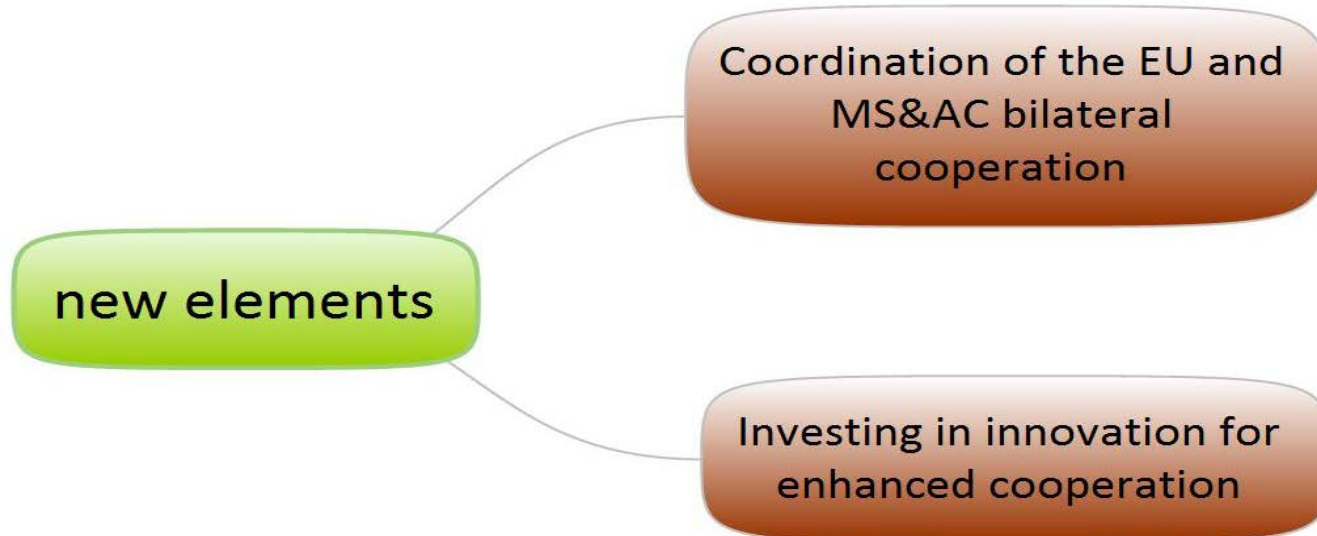 Coordination of the EU and
MS&AC bilateral
cooperation
new elements
Investing in innovation for
enhanced cooperation